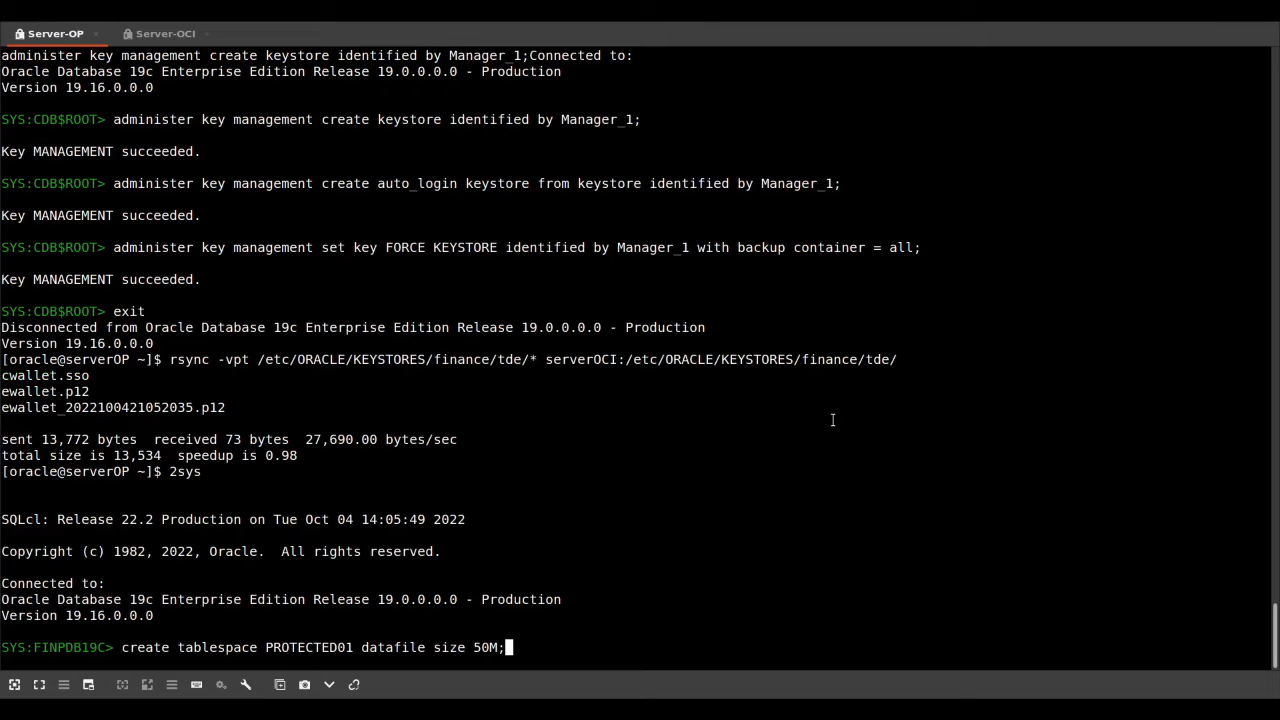 Server-OP
Server-OCI
administer key management create keystore identified by Manager_1;Connected to:
Oracle Database 19c Enterprise Edition Release 19.0.0.0.0 - Production
Version 19.16.0.0.0
SYS:CDB$ROOT> administer key management create keystore identified by Manager_1;
Key MANAGEMENT succeeded.
SYS:CDB$ROOT> administer key management create auto_login keystore from keystore identified by Manager_1;
Key MANAGEMENT succeeded.
SYS:CDB$ROOT> administer key management set key FORCE KEYSTORE identified by Manager_1 with backup container = all;
Key MANAGEMENT succeeded.
SYS:CDB$ROOT> exit
Disconnected from Oracle Database 19c Enterprise Edition Release 19.0.0.0.0 - Production
Version 19.16.0.0.0
[oracle@serverOP ~]$ rsync -vpt /etc/ORACLE/KEYSTORES/finance/tde/* serverOCI:/etc/ORACLE/KEYSTORES/finance/tde/
cwallet.sso
ewallet.p12
ewallet_2022100421052035.p12
sent 13,772 bytes  received 73 bytes  27,690.00 bytes/sec
total size is 13,534  speedup is 0.98
[oracle@serverOP ~]$ 2sys
SQLcl: Release 22.2 Production on Tue Oct 04 14:05:49 2022
Copyright (c) 1982, 2022, Oracle.  All rights reserved.
Connected to:
Oracle Database 19c Enterprise Edition Release 19.0.0.0.0 - Production
Version 19.16.0.0.0
SYS:FINPDB19C> create tablespace PROTECTED01 datafile size 50M;